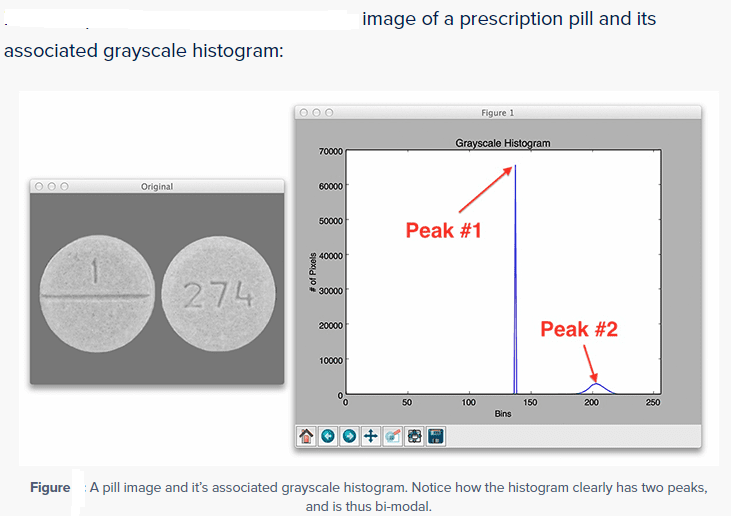 image of a prescription pill and its
associated grayscale histogram:
Original
1
274
Figure 1
Grayscale Histogram
70000
60000
50000
40000
30000
20000
10000
0
# of Pixels
Peak #1
Peak #2
0 50 100 150 200 250
Bins
Figure : A pill image and it's associated grayscale histogram. Notice how the histogram clearly has two peaks,
and is thus bi-modal.